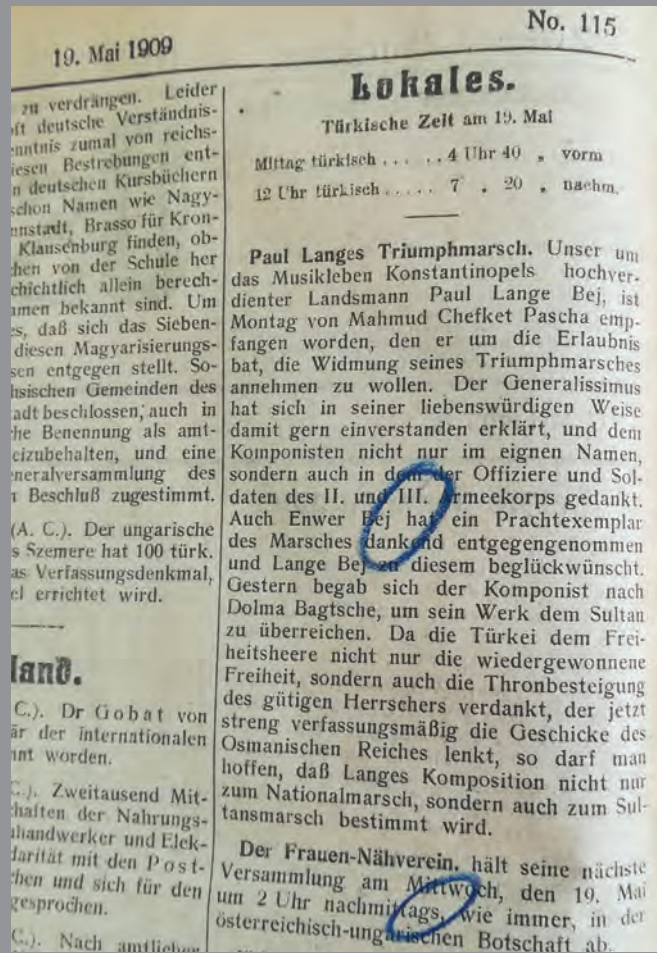 19. Mai 1909
No. 115
zu verdrängen. Leider
oft deutsche Verständnis-
zumal von reichs-
diesen Bestrebungen ent-
n deutschen Kursbüchern
schon Namen wie Nagy-
Brasso für Kron-
Klausenburg finden, ob-
von der Schule her
allein berech-
bekannt sind. Um
daß sich das Sieben-
diesen Magyarisierungs-
entgegen stellt. So-
Gemeinden des
beschlossen, auch in
Benennung als amt-
und eine
des
Beschluß zugestimmt.
(A. C.). Der ungarische
Szemere hat 100 türk.
Verfassungsdenkmal,
errichtet wird.
land.
C.). Dr Gobat von
der internationalen
worden.
C.). Zweitausend Mit-
der Nahrungs-
und Elek-
mit den Post-
und sich für den
gesprochen.
C.). Nach amtlichen
Lokales.
Türkische Zeit am 19. Mai
Mittag türkisch . . . . . 4 Uhr 40 „ vorm
12 Uhr türkisch . . . . . 7 „ 20 „ nachm.
Paul Langes Triumphmarsch. Unser um
das Musikleben Konstantinopels hochver-
dienter Landsmann Paul Lange Bej, ist
Montag von Mahmud Chefket Pascha emp-
fangen worden, den er um die Erlaubnis
bat, die Widmung seines Triumphmarsches
annehmen zu wollen. Der Generalissimus
hat sich in seiner liebenswürdigen Weise
damit gern einverstanden erklärt, und dem
Komponisten nicht nur im eignen Namen,
sondern auch in dem der Offiziere und Sol-
daten des II. und III. Armeekorps gedankt.
Auch Enwer Bej hat ein Prachtexemplar
des Marsches dankend entgegengenommen
und Lange Bej zu diesem beglückwünscht.
Gestern begab sich der Komponist nach
Dolma Bagtsche, um sein Werk dem Sultan
zu überreichen. Da die Türkei dem Frei-
heitsheere nicht nur die wiedergewonnene
Freiheit, sondern auch die Thronbesteigung
des gütigen Herrschers verdankt, der jetzt
streng verfassungsmäßig die Geschicke des
Osmanischen Reiches lenkt, so darf man
hoffen, daß Langes Komposition nicht nur
zum Nationalmarsch, sondern auch zum Sul-
tansmarsch bestimmt wird.
Der Frauen-Nähverein, hält seine nächste
Versammlung am Mittwoch, den 19. Mai
um 2 Uhr nachmittags, wie immer, in der
österreichisch-ungarischen Botschaft ab.